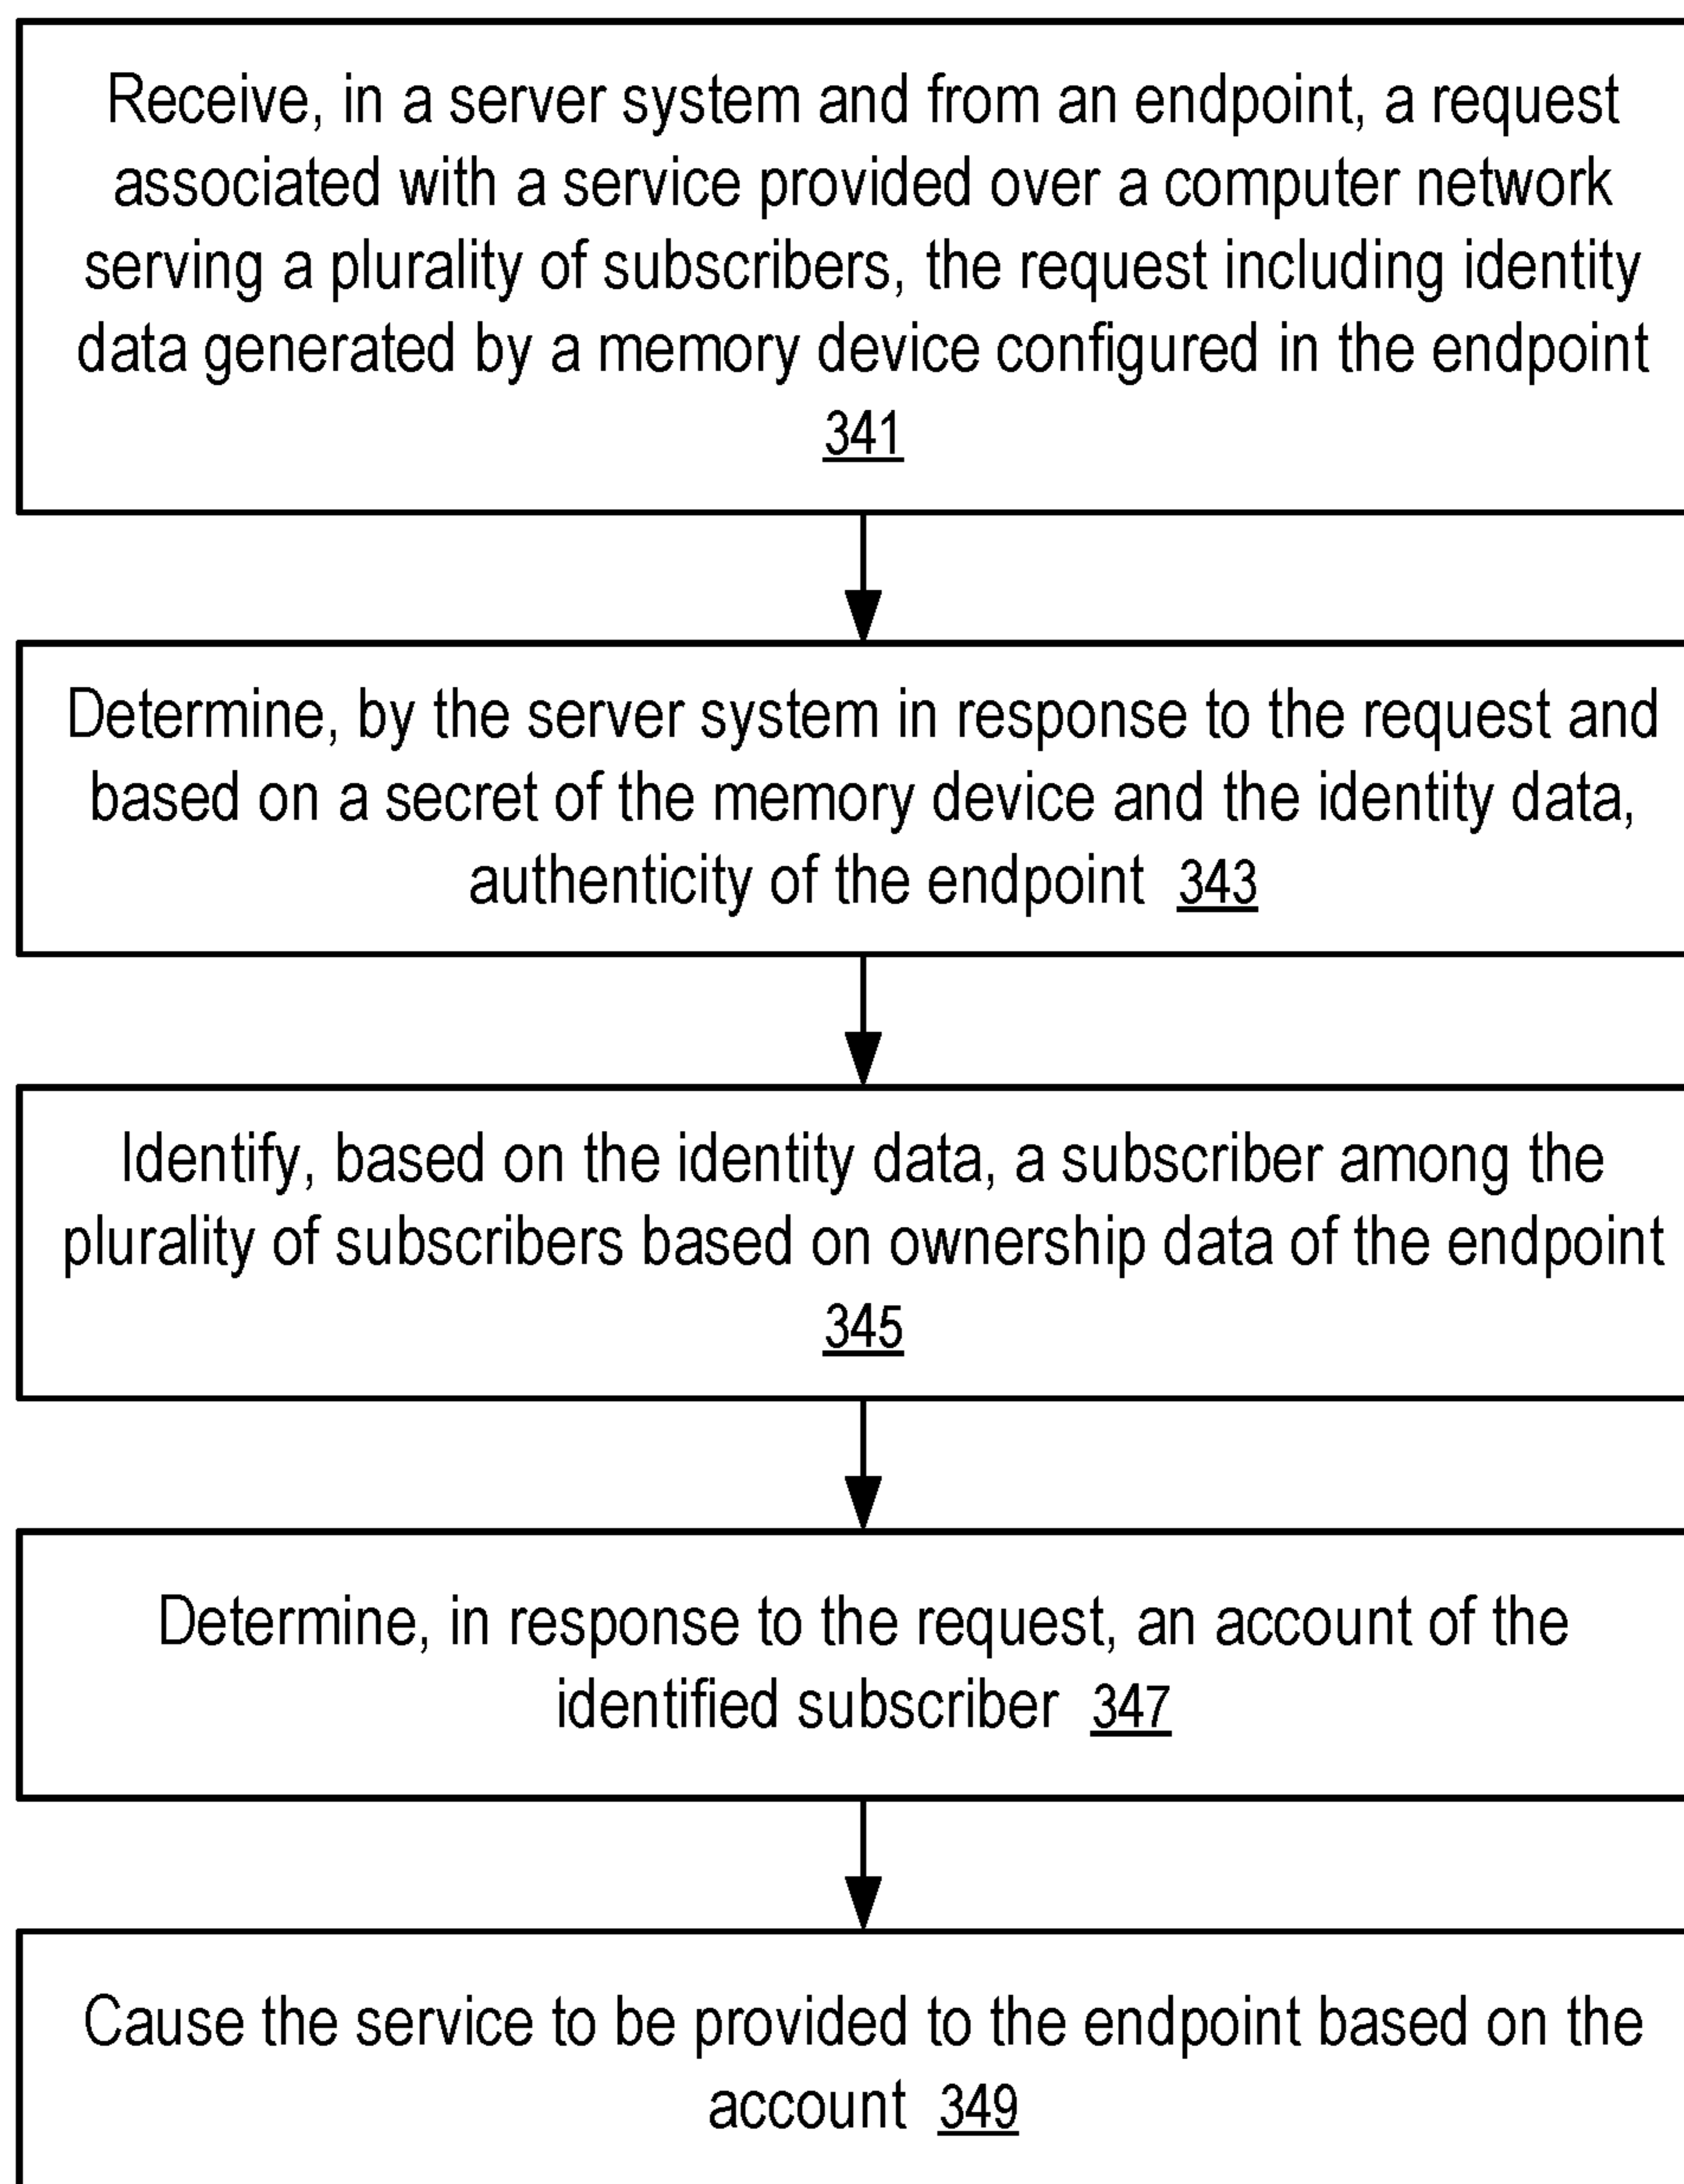 Receive, in a server system and from an endpoint, a request
associated with a service provided over a computer network
serving a plurality of subscribers, the request including identity
data generated by a memory device configured in the endpoint
341
Determine, by the server system in response to the request and
based on a secret of the memory device and the identity data,
authenticity of the endpoint 343
Identify, based on the identity data, a subscriber among the
plurality of subscribers based on ownership data of the endpoint
345
Determine, in response to the request, an account of the
identified subscriber 347
Cause the service to be provided to the endpoint based on the
account 349